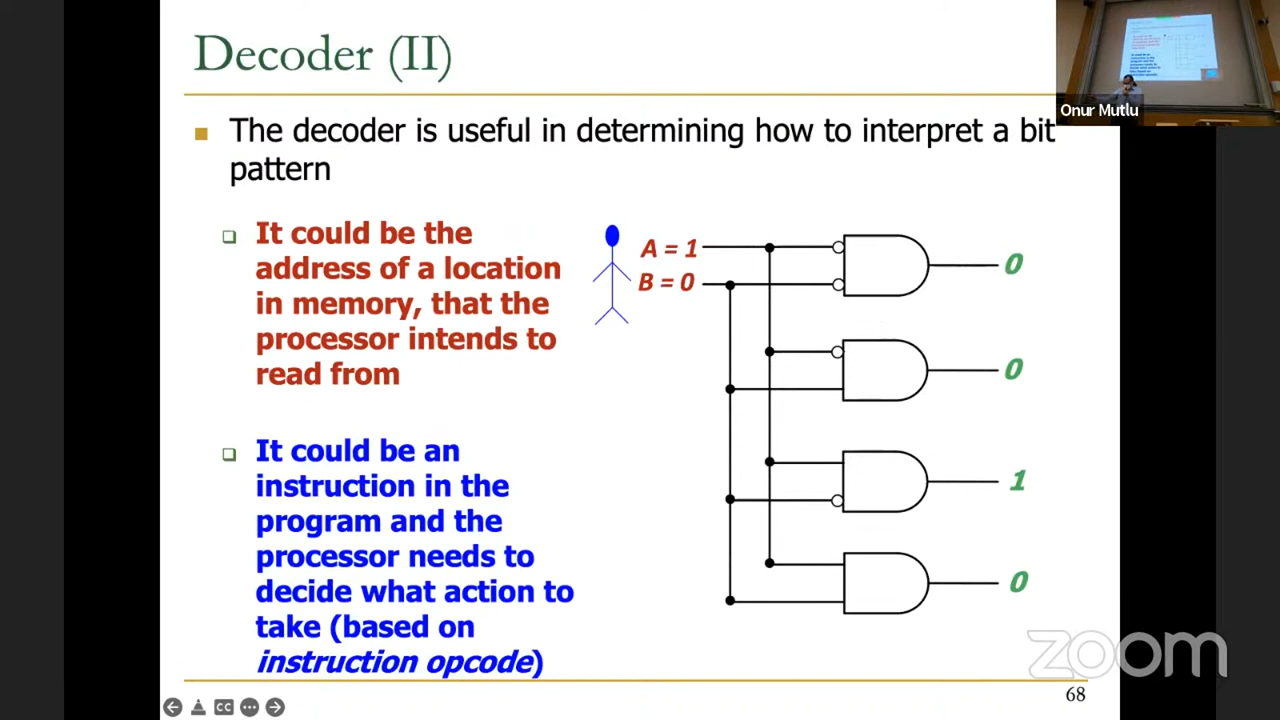 Decoder (II)
Onur Mutlu
The decoder is useful in determining how to interpret a bit
pattern
It could be the
address of a location
in memory, that the
processor intends to
read from
It could be an
instruction in the
program and the
processor needs to
decide what action to
take (based on
instruction opcode)
A = 1
B = 0
0
0
1
0
zoom
CC
68